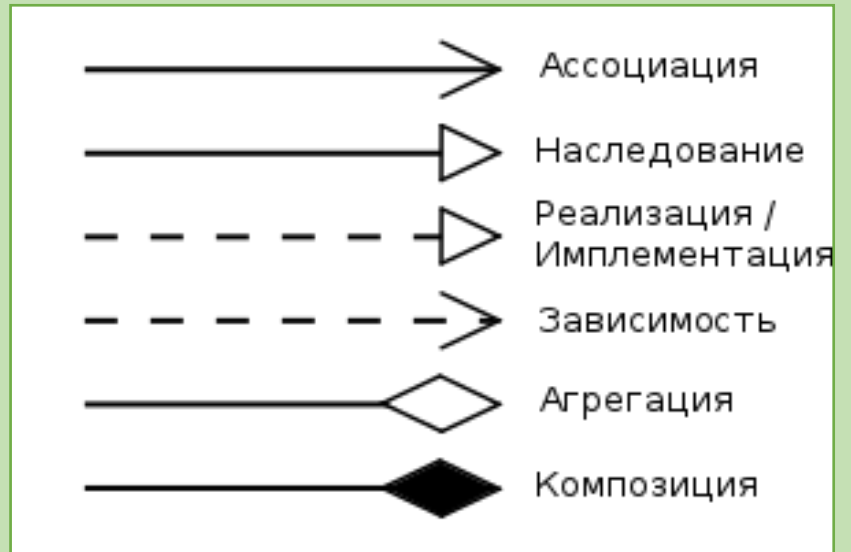 Ассоциация
Наследование
Реализация /
Имплементация
Зависимость
Агрегация
Композиция